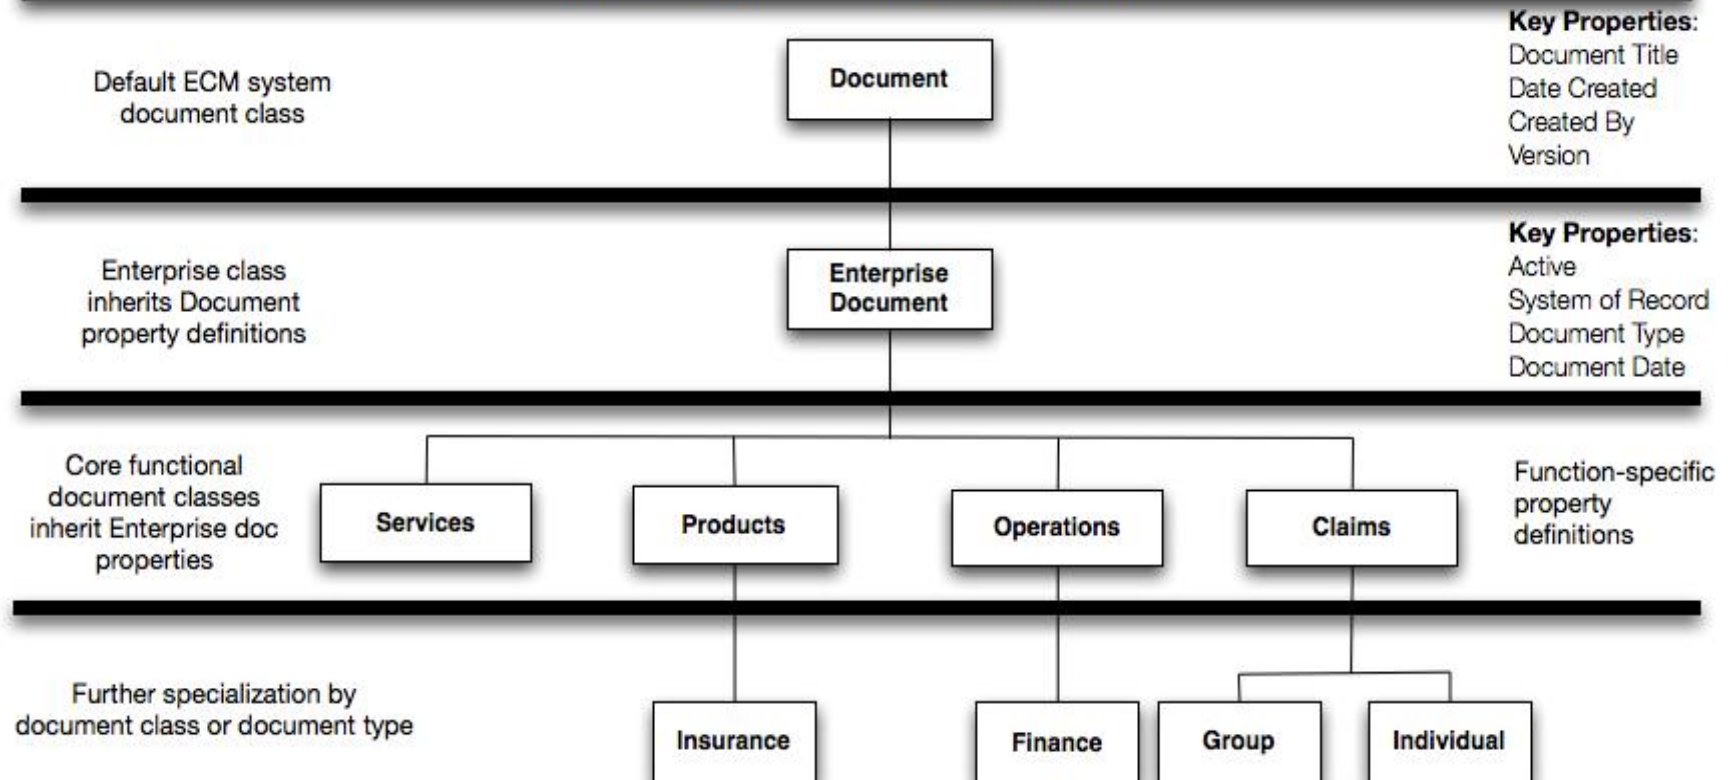 Default ECM system
document class
Document
Key Properties:
Document Title
Date Created
Created By
Version
Enterprise class
inherits Document
property definitions
Enterprise
Document
Key Properties:
Active
System of Record
Document Type
Document Date
Core functional
document classes
inherit Enterprise doc
properties
Services
Products
Operations
Claims
Function-specific
property
definitions
Further specialization by
document class or document type
Insurance
Finance
Group
Individual